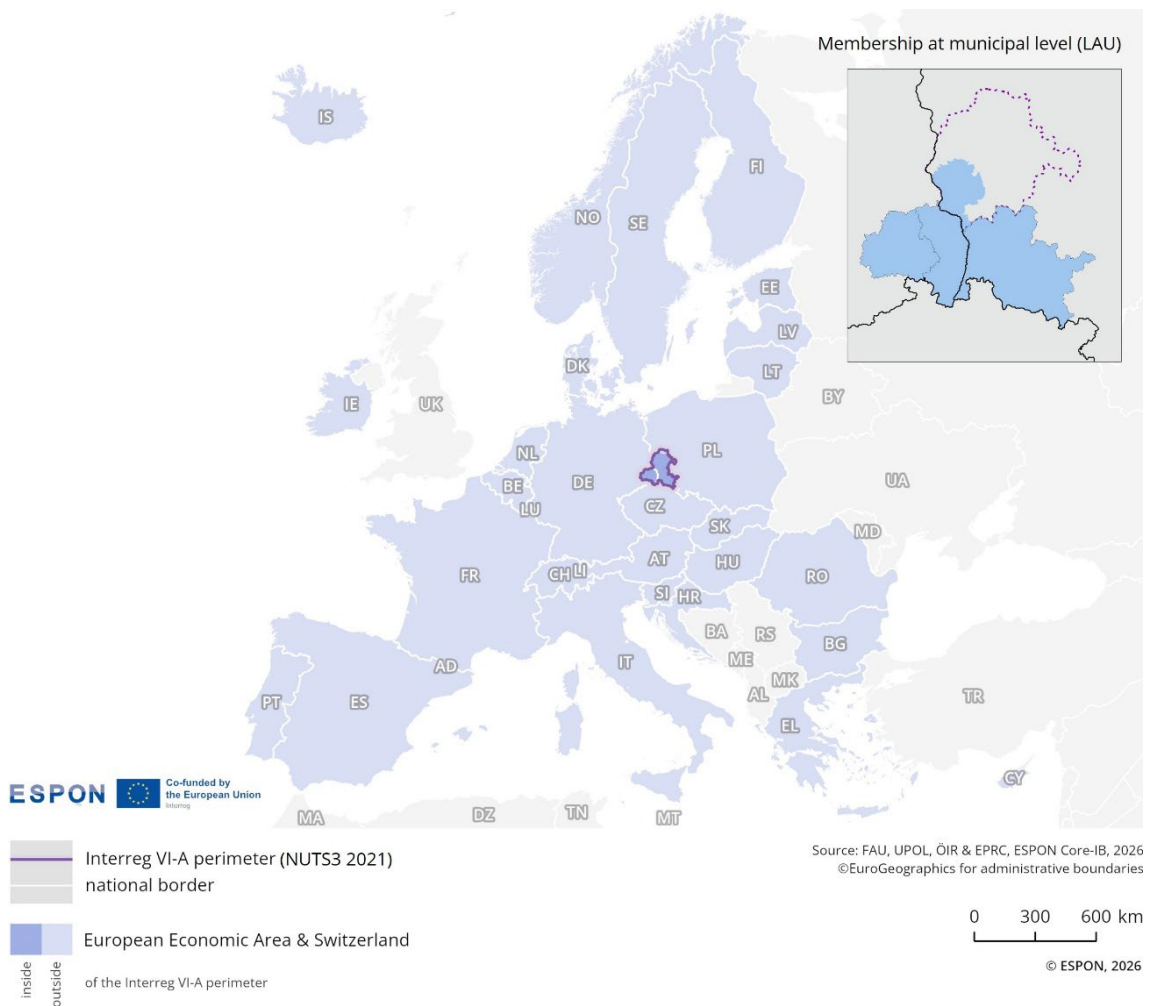 Membership at municipal level (LAU)
IS
FI
NO
SE
EE
LV
DK
LT
IE
UK
BY
NL
PL
BE
DE
LU
CZ
UA
SK
MD
AT
HU
FR
CH
LI
RO
SI
HR
BA
RS
BG
IT
ME
AD
MK
AL
PT
ES
TR
EL
CY
ESPON
Co-funded by
the European Union
Interreg
MA
DZ
TN
MT
Interreg VI-A perimeter (NUTS3 2021)
national border
Source: FAU, UPOL, ÖIR & EPRC, ESPON Core-IB, 2026
©EuroGeographics for administrative boundaries
0 300 600 km
European Economic Area & Switzerland
inside
outside
of the Interreg VI-A perimeter
© ESPON, 2026